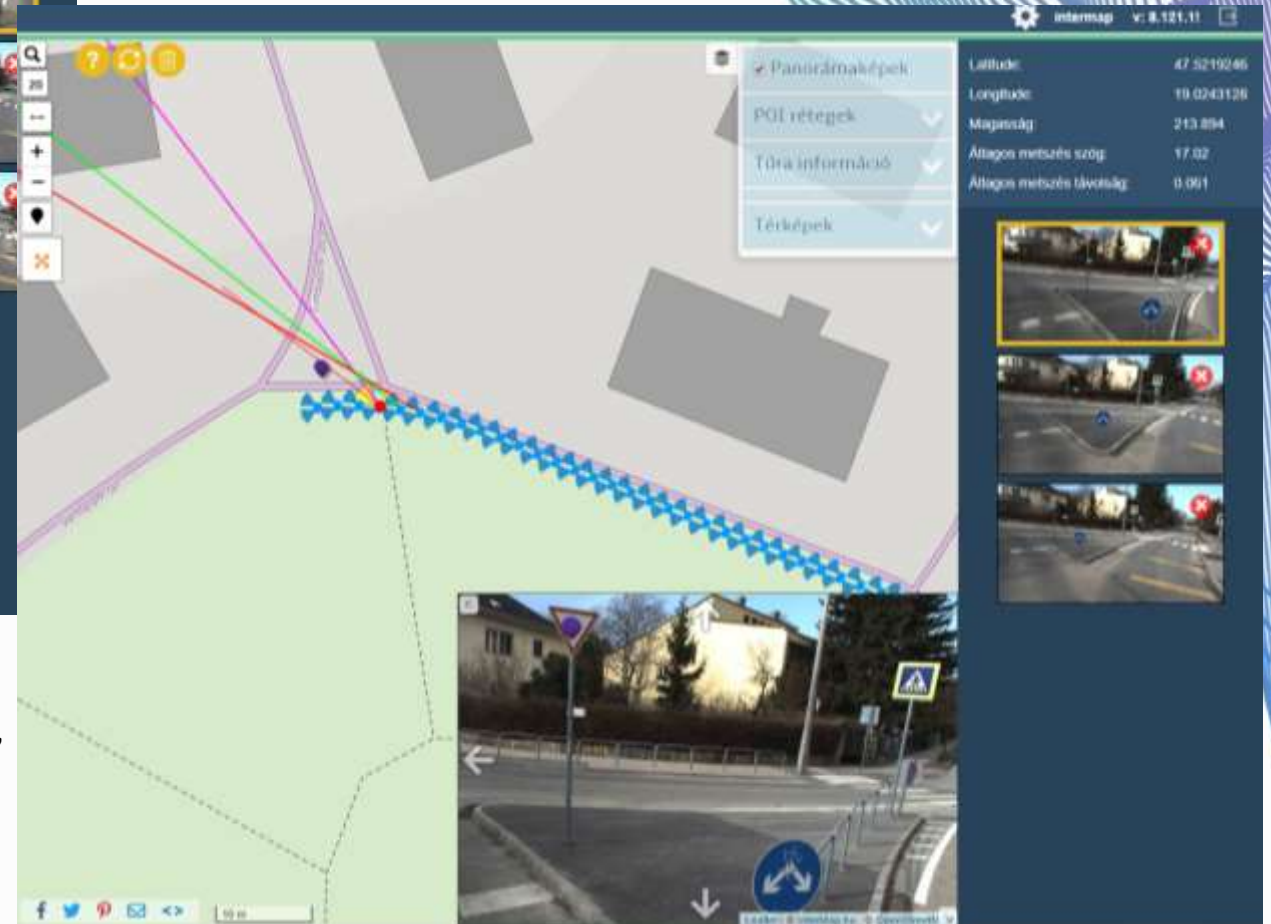 intermap v: 8.121.11
?
2D
Panorámaképek
POI rétegek
Túra információ
Térképek
Latitude: 47.5219246
Longitude: 19.0243128
Magasság: 213.894
Átlagos metszés szög: 17.02
Átlagos metszés távolság: 0.061
10 m